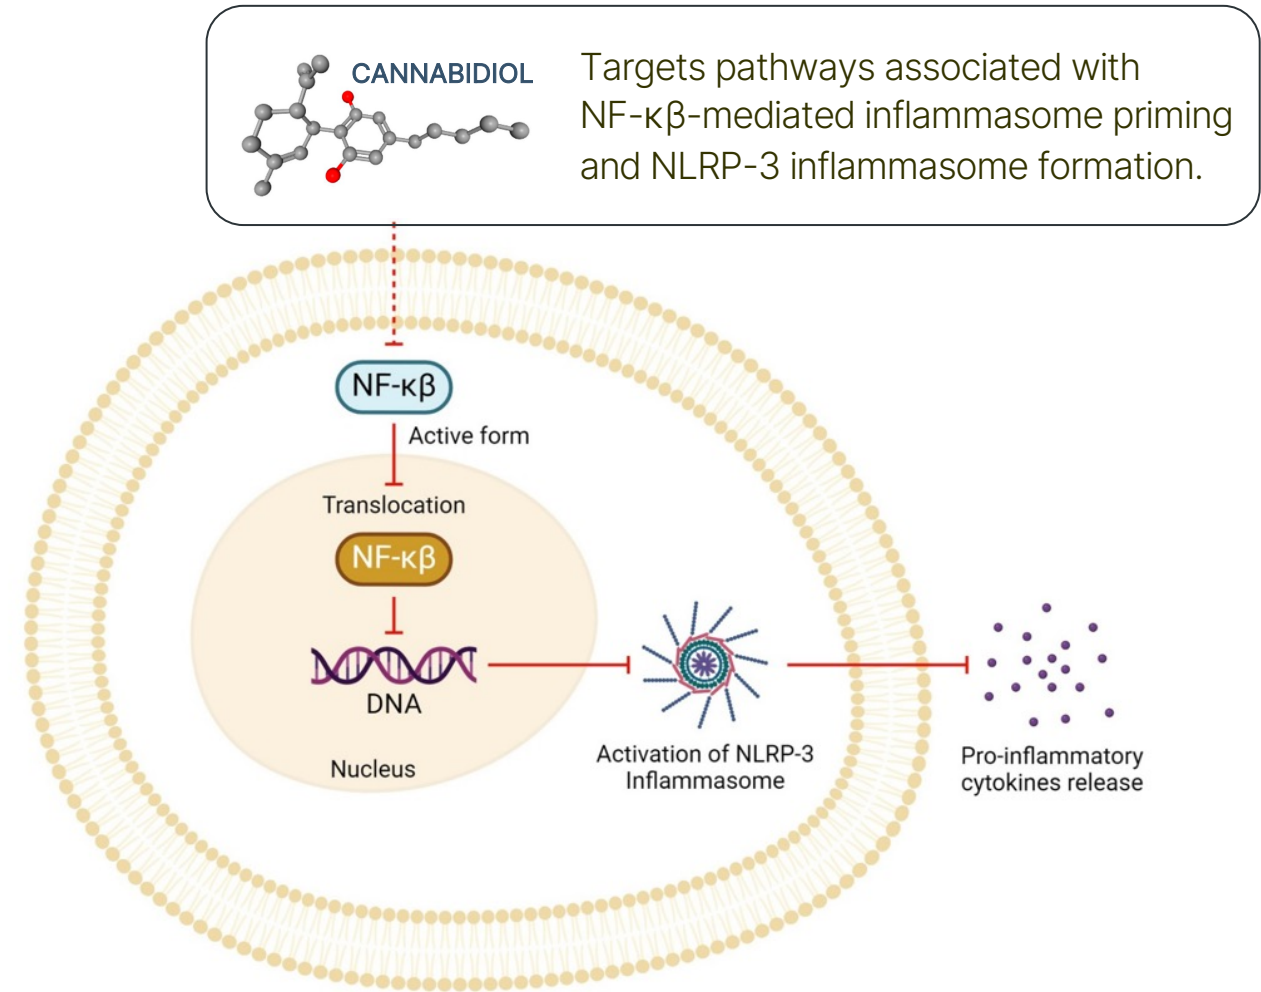 CANNABIDIOL
Targets pathways associated with
NF-κβ-mediated inflammasome priming
and NLRP-3 inflammasome formation.
NF-κβ
Active form
Translocation
NF-κβ
DNA
Nucleus
Activation of NLRP-3
Inflammasome
Pro-inflammatory
cytokines release